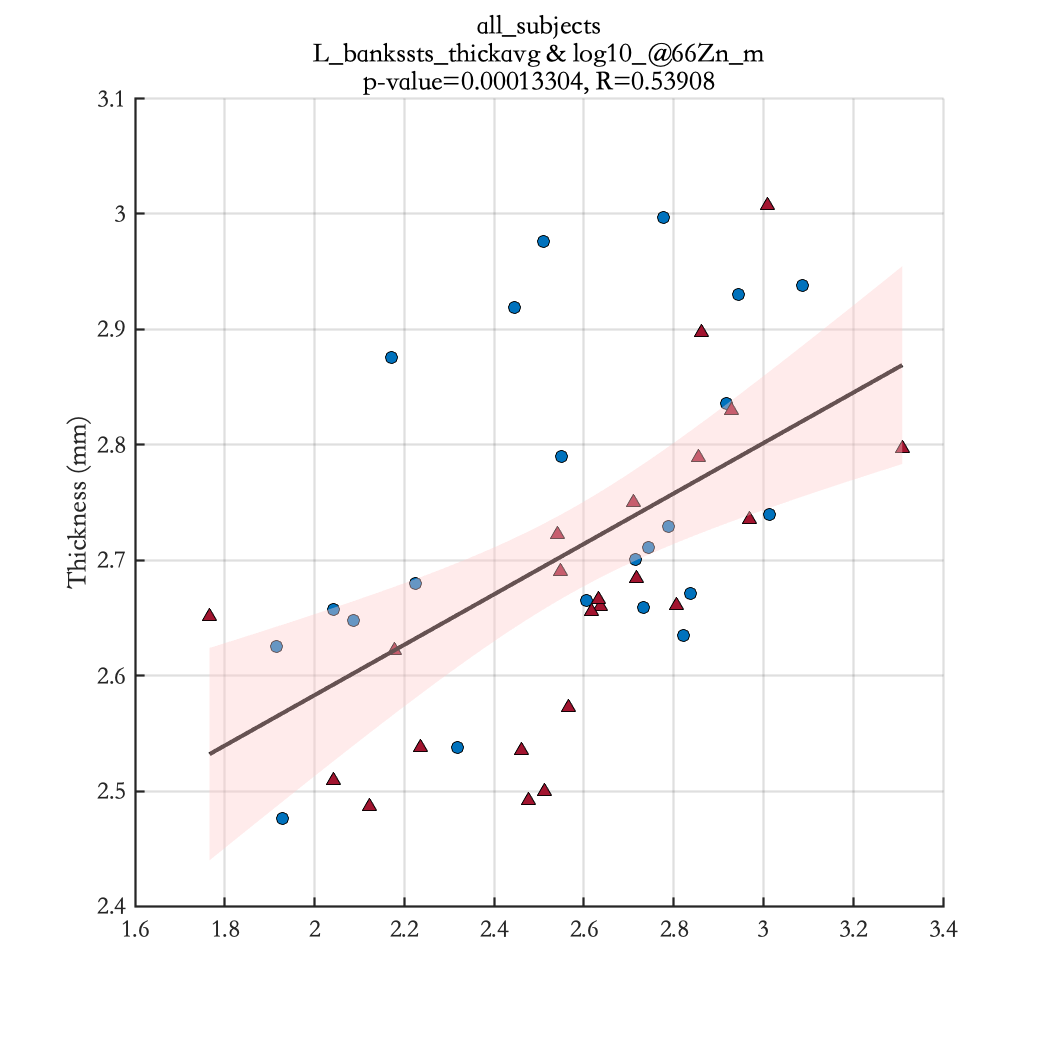 all_subjects
L_bankssts_thickavg & log10_@66Zn_m
p-value=0.00013304, R=0.53908
3.1
3
2.9
2.8
2.7
2.6
2.5
2.4
Thickness (mm)
1.6 1.8 2 2.2 2.4 2.6 2.8 3 3.2 3.4